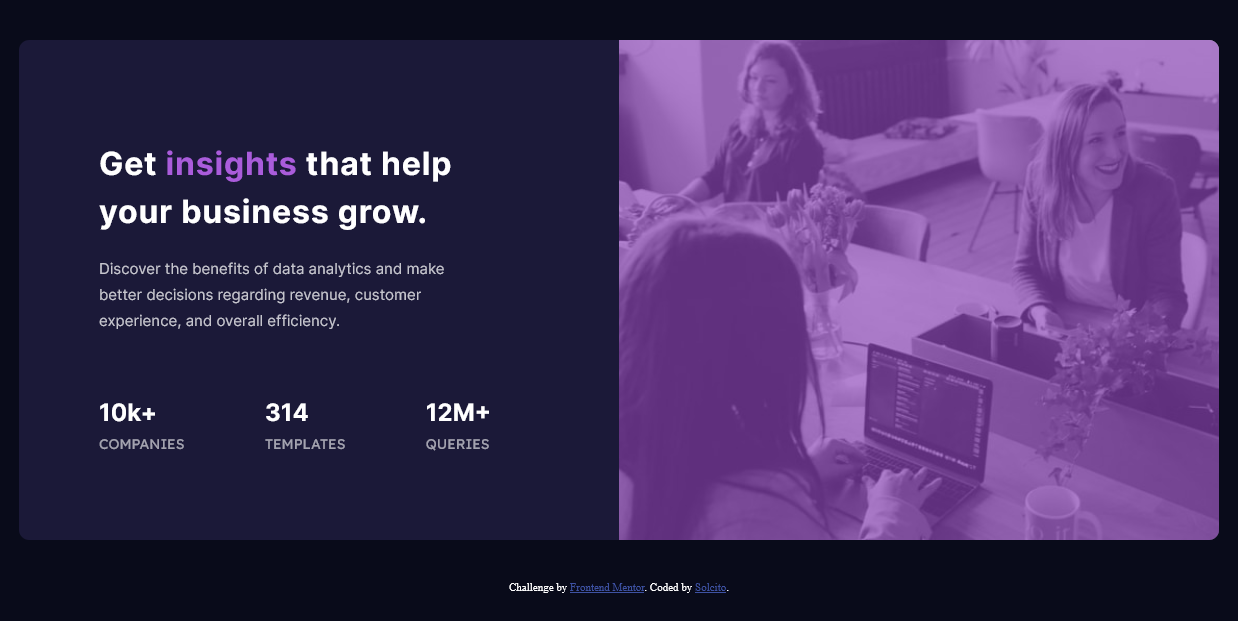 Get insights that help
your business grow.
Discover the benefits of data analytics and make
better decisions regarding revenue, customer
experience, and overall efficiency.
10k+ 314 12M+
COMPANIES TEMPLATES QUERIES
Challenge by Frontend Mentor. Coded by Solcito.